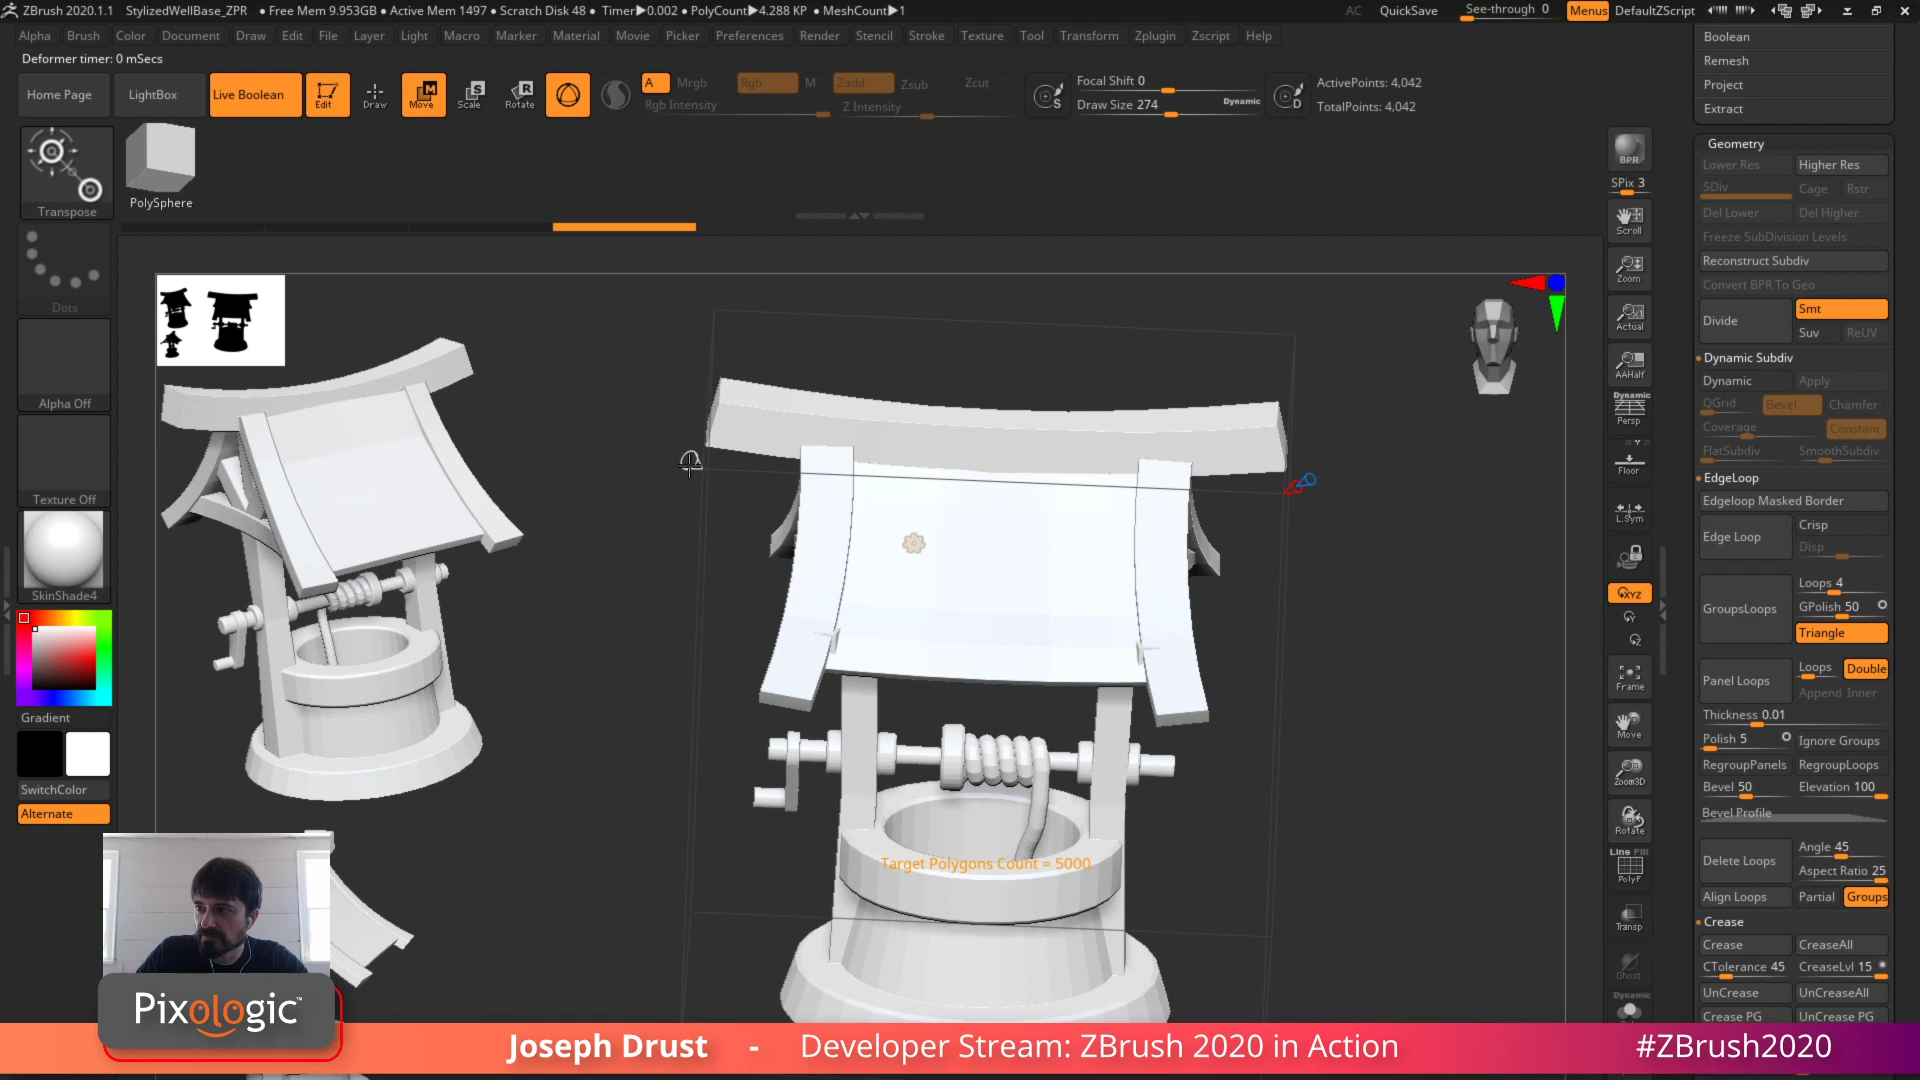 ZBrush 2020.1.1 StylizedWellBase_ZPR • Free Mem 9.953GB • Active Mem 1497 • Scratch Disk 48 • Timer▶0.002 • PolyCount▶4.288 KP • MeshCount▶1 AC QuickSave See-through 0 Menus DefaultZScript
Alpha Brush Color Document Draw Edit File Layer Light Macro Marker Material Movie Picker Preferences Render Stencil Stroke Texture Tool Transform Zplugin Zscript Help
Deformer timer: 0 mSecs
Home Page LightBox Live Boolean Edit Draw Move Scale Rotate
A Mrgb Rgb M Zadd Zsub Zcut
Rgb Intensity Z Intensity
Focal Shift 0
Draw Size 274 Dynamic
ActivePoints: 4,042
TotalPoints: 4,042
Transpose
PolySphere
Dots
Alpha Off
Texture Off
SkinShade4
Gradient
SwitchColor
Alternate
Target Polygons Count = 5000
BPR
SPix 3
Scroll
Zoom
Actual
AAHalf
Dynamic
Persp
Floor
L.Sym
XYZ
Frame
Move
Zoom3D
Rotate
Line Fill
PolyF
Transp
Ghost
Dynamic
Boolean
Remesh
Project
Extract
Geometry
Lower Res Higher Res
SDiv Cage Rstr
Del Lower Del Higher
Freeze SubDivision Levels
Reconstruct Subdiv
Convert BPR To Geo
Divide Smt
Suv ReUV
Dynamic Subdiv
Dynamic Apply
QGrid Bevel Chamfer
Coverage Constant
FlatSubdiv SmoothSubdiv
EdgeLoop
Edgeloop Masked Border
Edge Loop Crisp
Disp
GroupsLoops Loops 4
GPolish 50
Triangle
Panel Loops Loops Double
Append Inner
Thickness 0.01
Polish 5 Ignore Groups
RegroupPanels RegroupLoops
Bevel 50 Elevation 100
Bevel Profile
Delete Loops Angle 45
Aspect Ratio 25
Align Loops Partial Groups
Crease
Crease CreaseAll
CTolerance 45 CreaseLvl 15
UnCrease UnCreaseAll
Crease PG UnCrease PG
Pixologic™
Joseph Drust - Developer Stream: ZBrush 2020 in Action #ZBrush2020